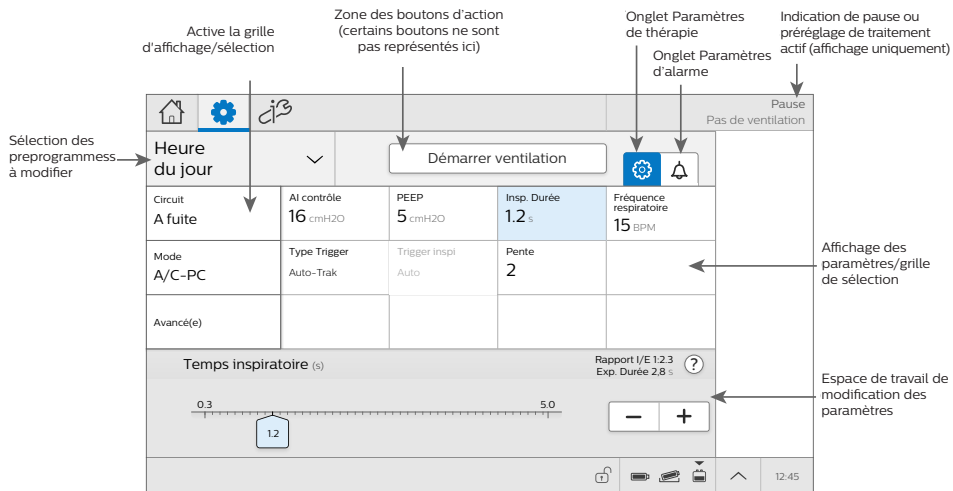 Active la grille
d'affichage/sélection
Zone des boutons d'action
(certains boutons ne sont
pas représentés ici)
Onglet Paramètres
de thérapie
Onglet Paramètres
d'alarme
Indication de pause ou
préréglage de traitement
actif (affichage uniquement)
Pause
Pas de ventilation
Sélection des
preprogrammess
à modifier
Heure
du jour
Démarrer ventilation
Circuit
A fuite
AI contrôle
16 cmH2O
PEEP
5 cmH2O
Insp. Durée
1.2 s
Fréquence
respiratoire
15 BPM
Mode
A/C-PC
Type Trigger
Auto-Trak
Trigger inspi
Auto
Pente
2
Affichage des
paramètres/grille
de sélection
Avancé(e)
Temps inspiratoire (s)
Rapport I/E 1:2.3
Exp. Durée 2,8 s
?
0.3
5.0
1.2
− +
Espace de travail de
modification des
paramètres
12:45